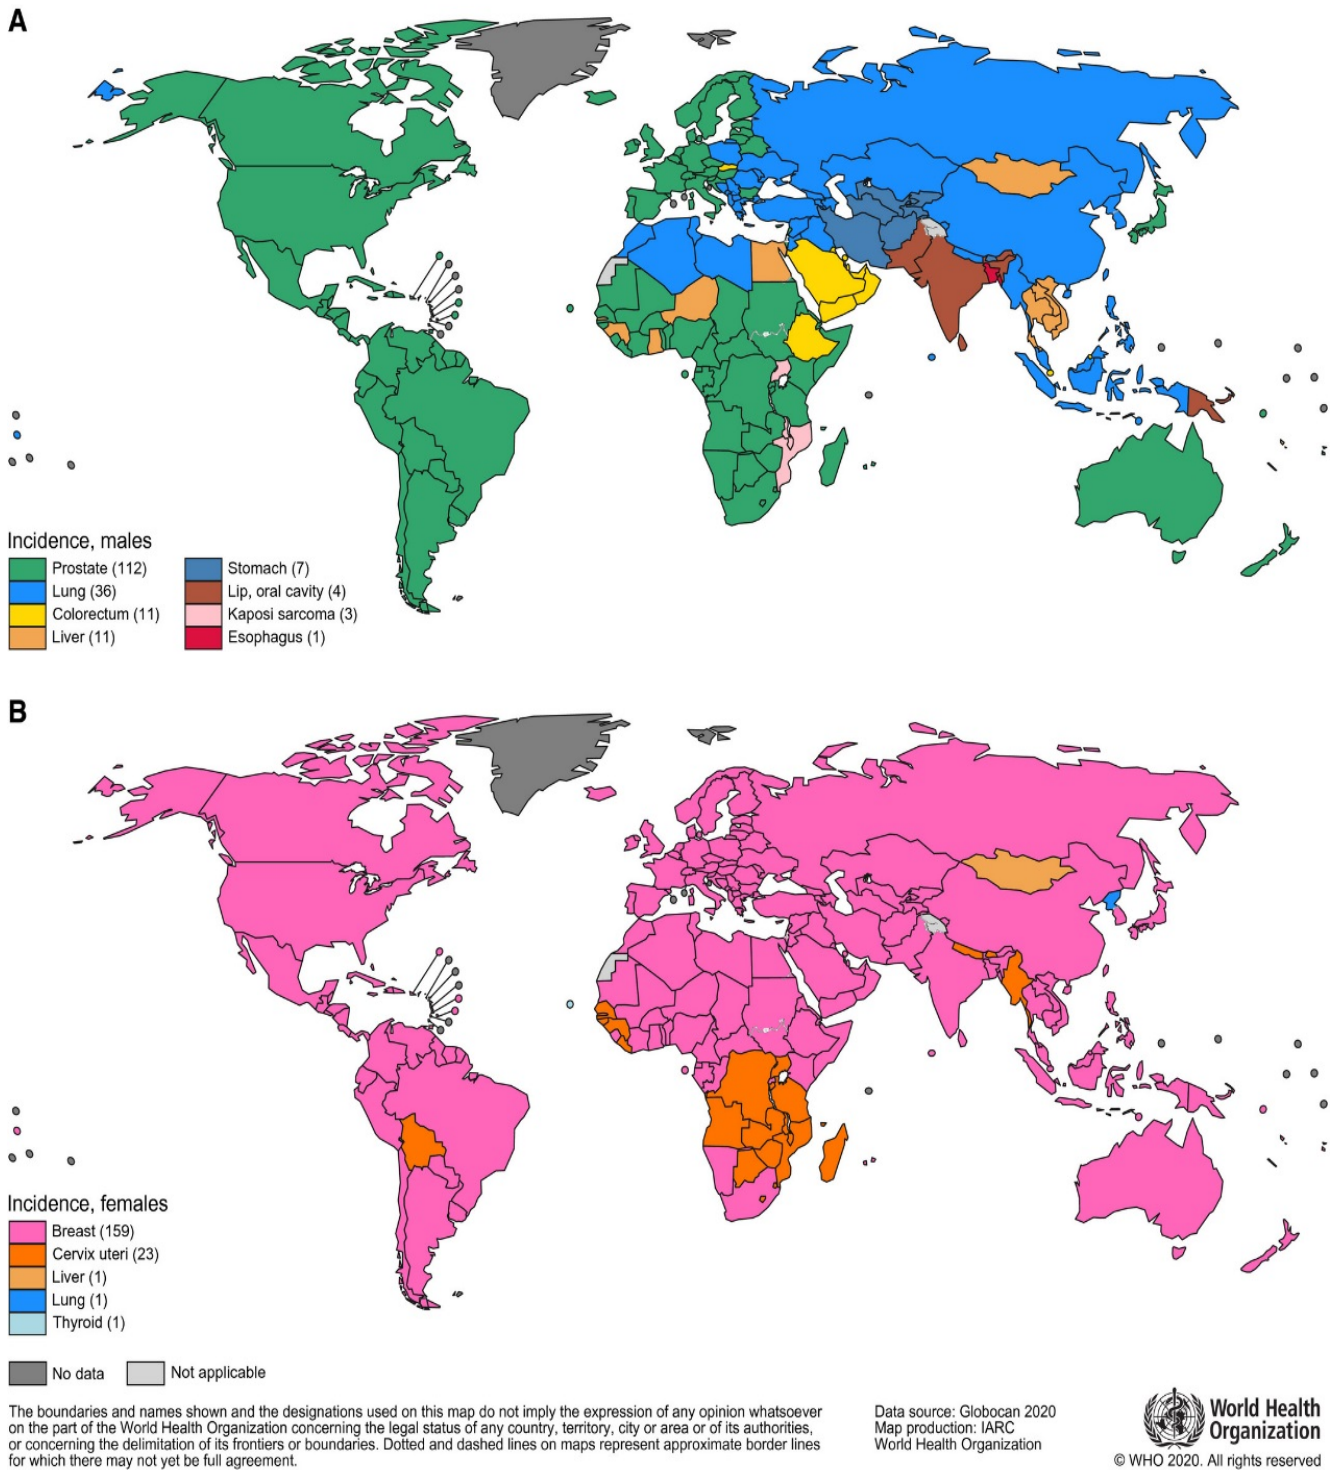 A
Incidence, males
Prostate (112)
Lung (36)
Colorectum (11)
Liver (11)
Stomach (7)
Lip, oral cavity (4)
Kaposi sarcoma (3)
Esophagus (1)
B
Incidence, females
Breast (159)
Cervix uteri (23)
Liver (1)
Lung (1)
Thyroid (1)
No data
Not applicable
The boundaries and names shown and the designations used on this map do not imply the expression of any opinion whatsoever
on the part of the World Health Organization concerning the legal status of any country, territory, city or area or of its authorities,
or concerning the delimitation of its frontiers or boundaries. Dotted and dashed lines on maps represent approximate border lines
for which there may not yet be full agreement.
Data source: Globocan 2020
Map production: IARC
World Health Organization
World Health
Organization
© WHO 2020. All rights reserved